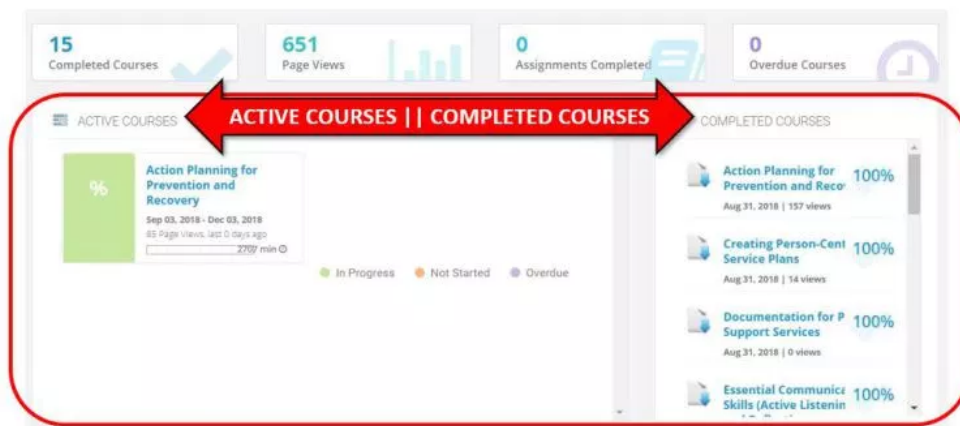 15
Completed Courses
651
Page Views
0
Assignments Completed
0
Overdue Courses
ACTIVE COURSES
ACTIVE COURSES || COMPLETED COURSES
COMPLETED COURSES
%
Action Planning for
Prevention and
Recovery
Sep 03, 2018 - Dec 03, 2018
65 Page Views, last 0 days ago
min
In Progress
Not Started
Overdue
Action Planning for
Prevention and Reco
100%
Aug 31, 2018 | 157 views
Creating Person-Cent
Service Plans
100%
Aug 31, 2018 | 14 views
Documentation for P
Support Services
100%
Aug 31, 2018 | 0 views
Essential Communica
Skills (Active Listenin
100%